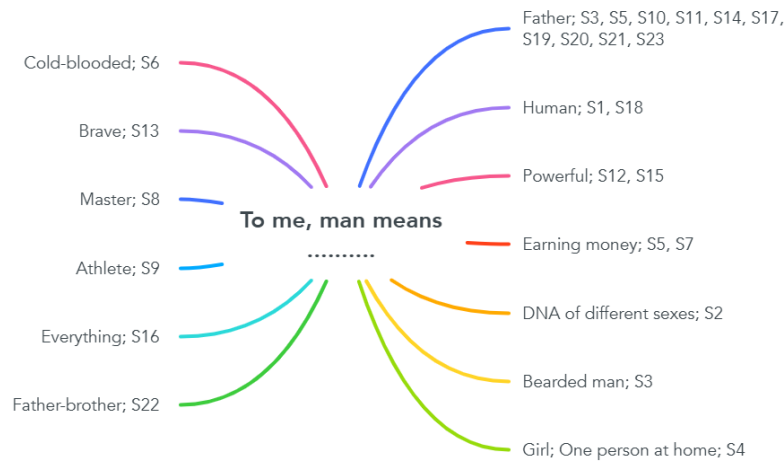 Father; S3, S5, S10, S11, S14, S17,
S19, S20, S21, S23
Cold-blooded; S6
Human; S1, S18
Brave; S13
Powerful; S12, S15
Master; S8
To me, man means
..........
Earning money; S5, S7
Athlete; S9
DNA of different sexes; S2
Everything; S16
Bearded man; S3
Father-brother; S22
Girl; One person at home; S4